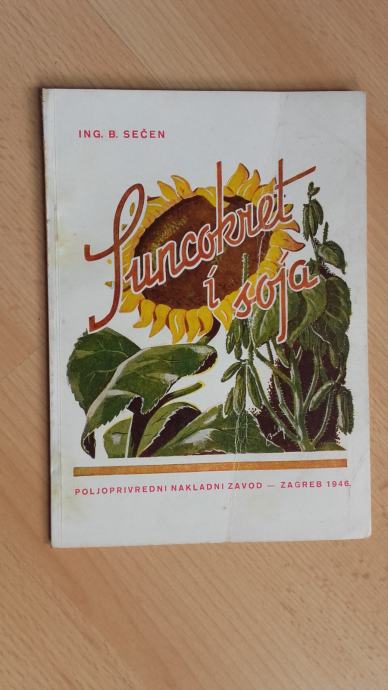 ING. B. SEČEN
Suncokret
i soja
POLJOPRIVREDNI NAKLADNI ZAVOD — ZAGREB 1946.